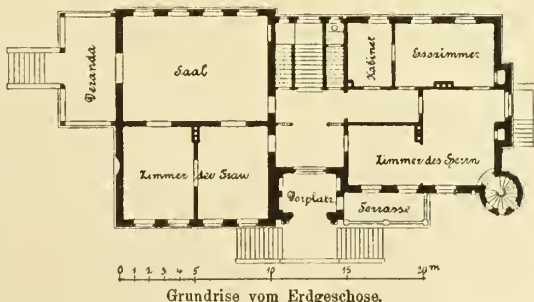 Veranda
Saal
Kabinet
Esszimmer
Zimmer der Frau
Zimmer des Herrn
Vorplatz
Terrasse
0 1 2 3 4 5 10 15 20 m
Grundriss vom Erdgeschoss.